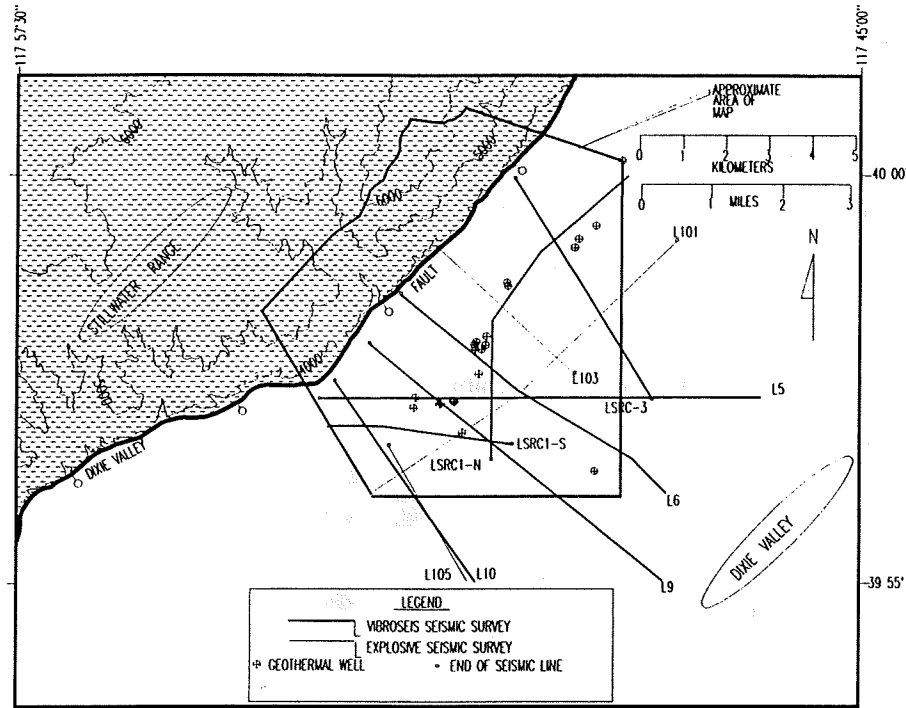 117 57'30"
117 45'00"
APPROXIMATE
AREA OF
MAP
6000
5000
0 1 2 3 4 5
KILOMETERS
40 00'
6000
0 1 2 3
MILES
L101
N
STILLWATER RANGE
FAULT
4000
L103
L5
LSRC-3
LSRC1-S
LSRC1-N
DIXIE VALLEY
L6
DIXIE VALLEY
L105
L10
L9
39 55'
LEGEND
L VIBROSEIS SEISMIC SURVEY
L EXPLOSIVE SEISMIC SURVEY
GEOTHERMAL WELL
END OF SEISMIC LINE